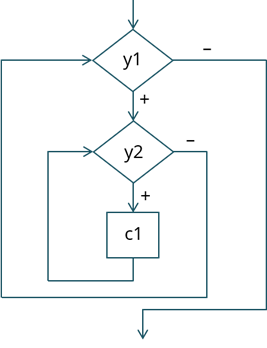 y1
–
+
y2
–
+
c1